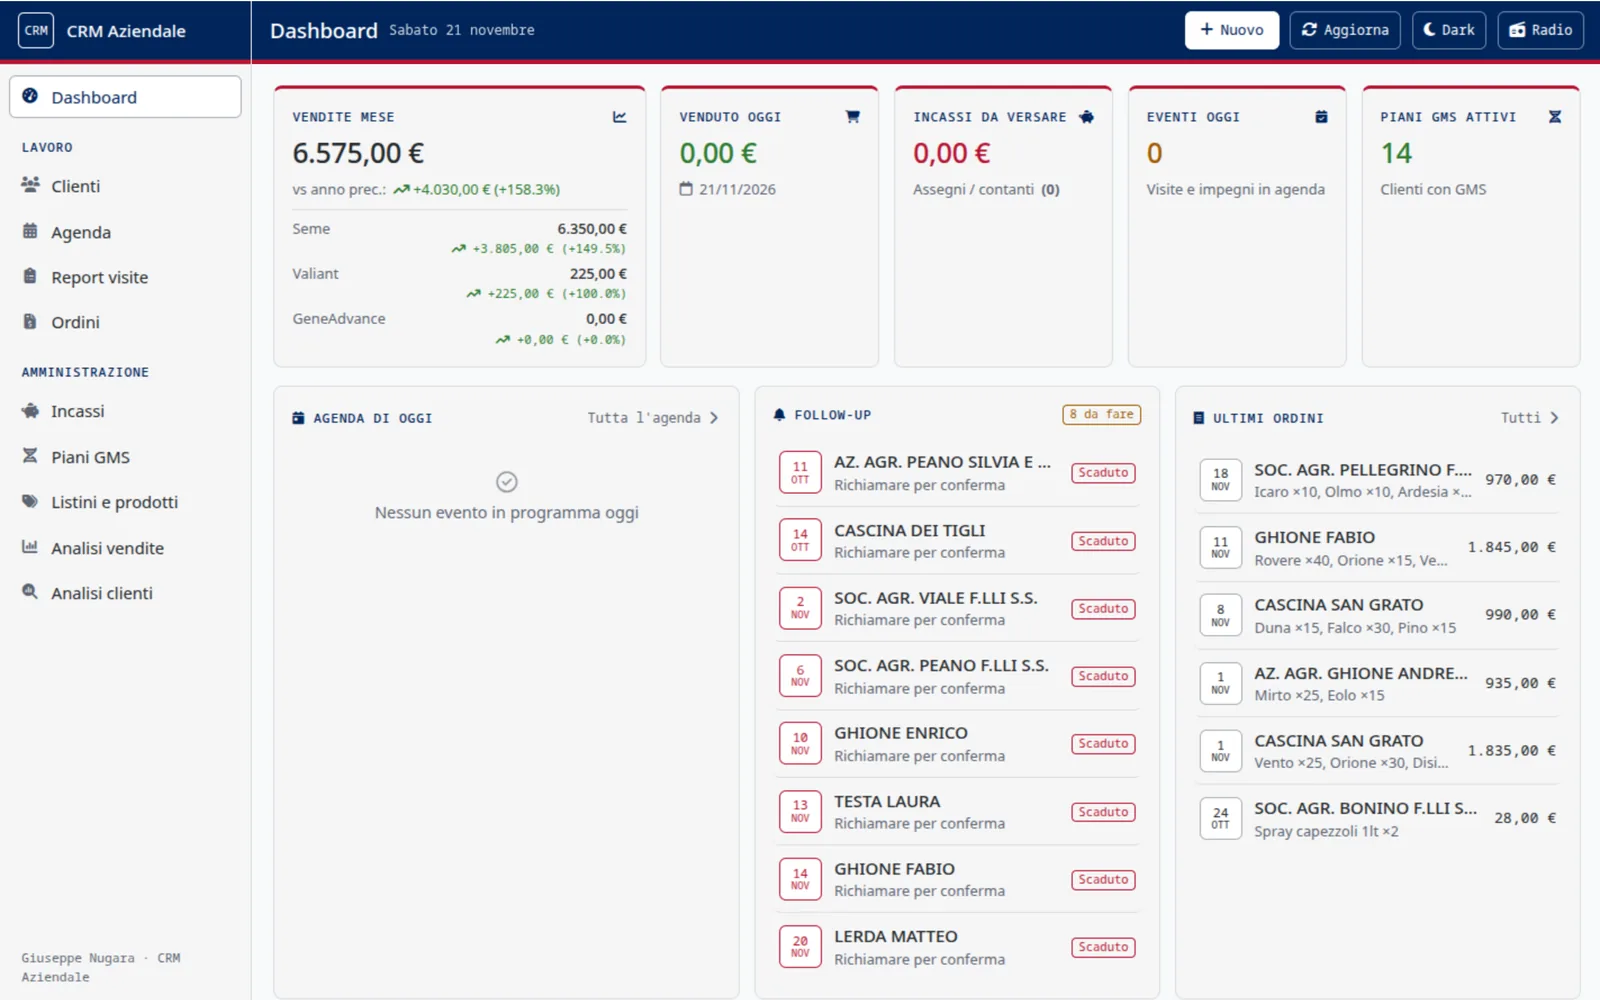 CRM
CRM Aziendale
Dashboard
Sabato 21 novembre
Nuovo
Aggiorna
Dark
Radio
Dashboard
LAVORO
Clienti
Agenda
Report visite
Ordini
AMMINISTRAZIONE
Incassi
Piani GMS
Listini e prodotti
Analisi vendite
Analisi clienti
Giuseppe Nugara · CRM
Aziendale
VENDITE MESE
6.575,00 €
vs anno prec.: +4.030,00 € (+158.3%)
Seme 6.350,00 €
+3.805,00 € (+149.5%)
Valiant 225,00 €
+225,00 € (+100.0%)
GeneAdvance 0,00 €
+0,00 € (+0.0%)
VENDUTO OGGI
0,00 €
21/11/2026
INCASSI DA VERSARE
0,00 €
Assegni / contanti (0)
EVENTI OGGI
0
Visite e impegni in agenda
PIANI GMS ATTIVI
14
Clienti con GMS
AGENDA DI OGGI
Tutta l'agenda
Nessun evento in programma oggi
FOLLOW-UP
8 da fare
11 OTT
AZ. AGR. PEANO SILVIA E ...
Richiamare per conferma
Scaduto
14 OTT
CASCINA DEI TIGLI
Richiamare per conferma
Scaduto
2 NOV
SOC. AGR. VIALE F.LLI S.S.
Richiamare per conferma
Scaduto
6 NOV
SOC. AGR. PEANO F.LLI S.S.
Richiamare per conferma
Scaduto
10 NOV
GHIONE ENRICO
Richiamare per conferma
Scaduto
13 NOV
TESTA LAURA
Richiamare per conferma
Scaduto
14 NOV
GHIONE FABIO
Richiamare per conferma
Scaduto
20 NOV
LERDA MATTEO
Richiamare per conferma
Scaduto
ULTIMI ORDINI
Tutti
18 NOV
SOC. AGR. PELLEGRINO F....
Icaro ×10, Olmo ×10, Ardesia ×...
970,00 €
11 NOV
GHIONE FABIO
Rovere ×40, Orione ×15, Ve...
1.845,00 €
8 NOV
CASCINA SAN GRATO
Duna ×15, Falco ×30, Pino ×15
990,00 €
1 NOV
AZ. AGR. GHIONE ANDRE...
Mirto ×25, Eolo ×15
935,00 €
1 NOV
CASCINA SAN GRATO
Vento ×25, Orione ×30, Disi...
1.835,00 €
24 OTT
SOC. AGR. BONINO F.LLI S...
Spray capezzoli 1lt ×2
28,00 €